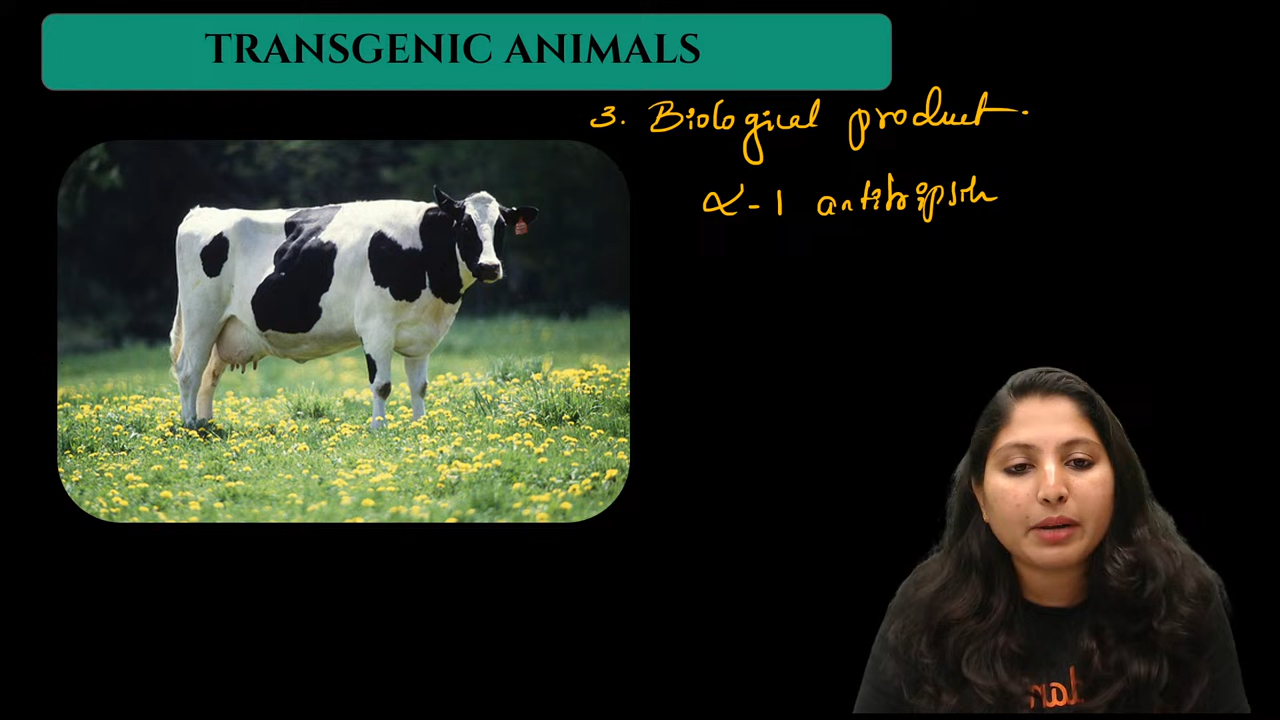 TRANSGENIC ANIMALS
3. Biological product.
α-1 antitripsin